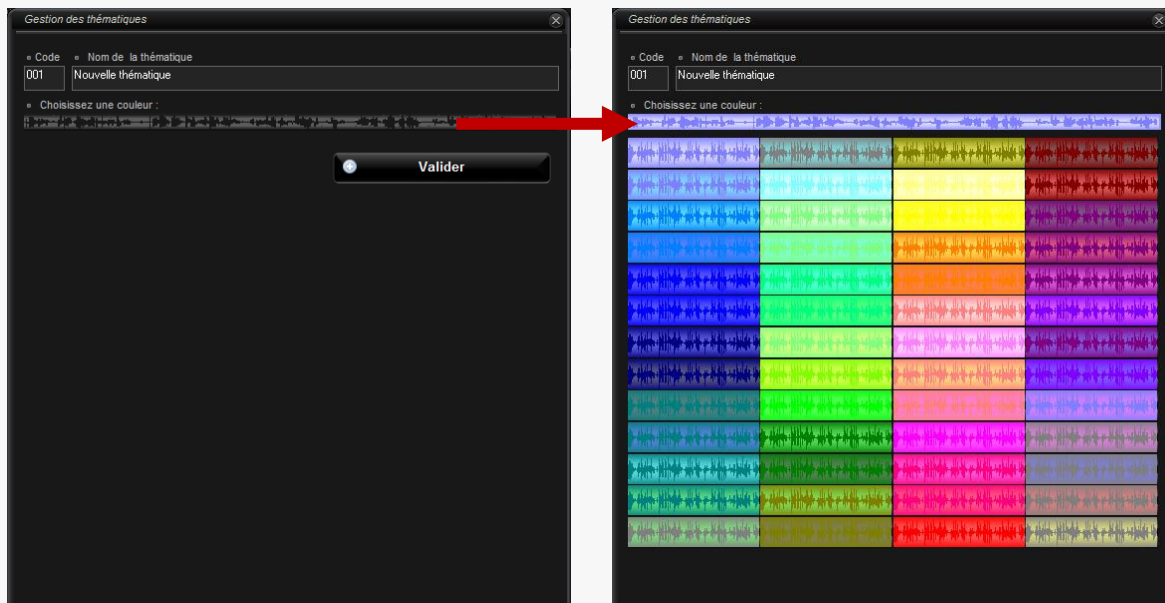 Gestion des thématiques
Code Nom de la thématique
001 Nouvelle thématique
Choisissez une couleur :
Valider
Gestion des thématiques
Code Nom de la thématique
001 Nouvelle thématique
Choisissez une couleur :